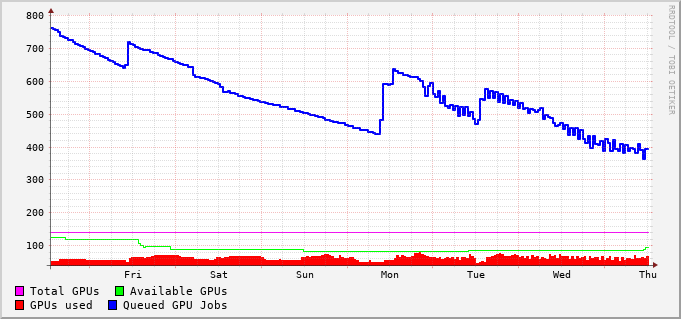 800
700
600
500
400
300
200
100
Fri Sat Sun Mon Tue Wed Thu
Total GPUs Available GPUs
GPUs used Queued GPU Jobs
RRDTOOL / TOBI OETIKER